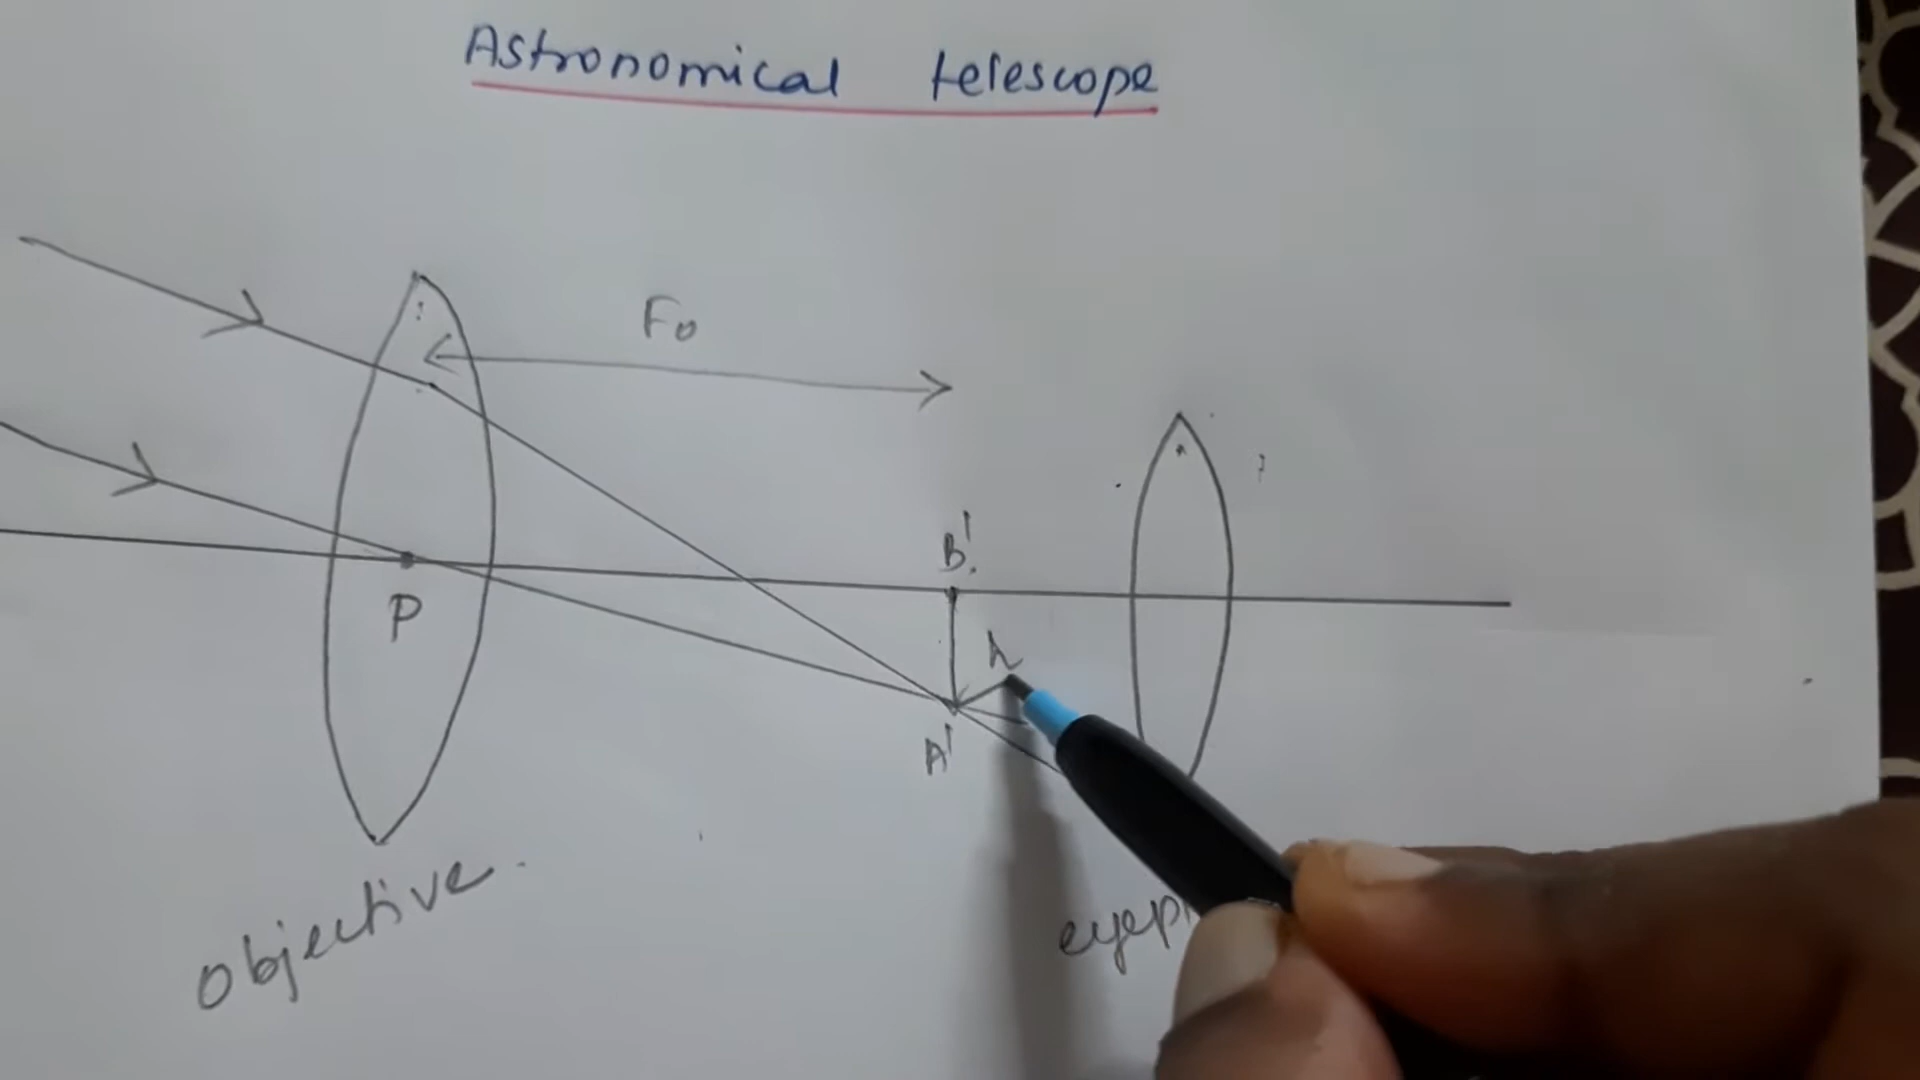 Astronomical telescope
Fo
B'
P
h
A'
objective